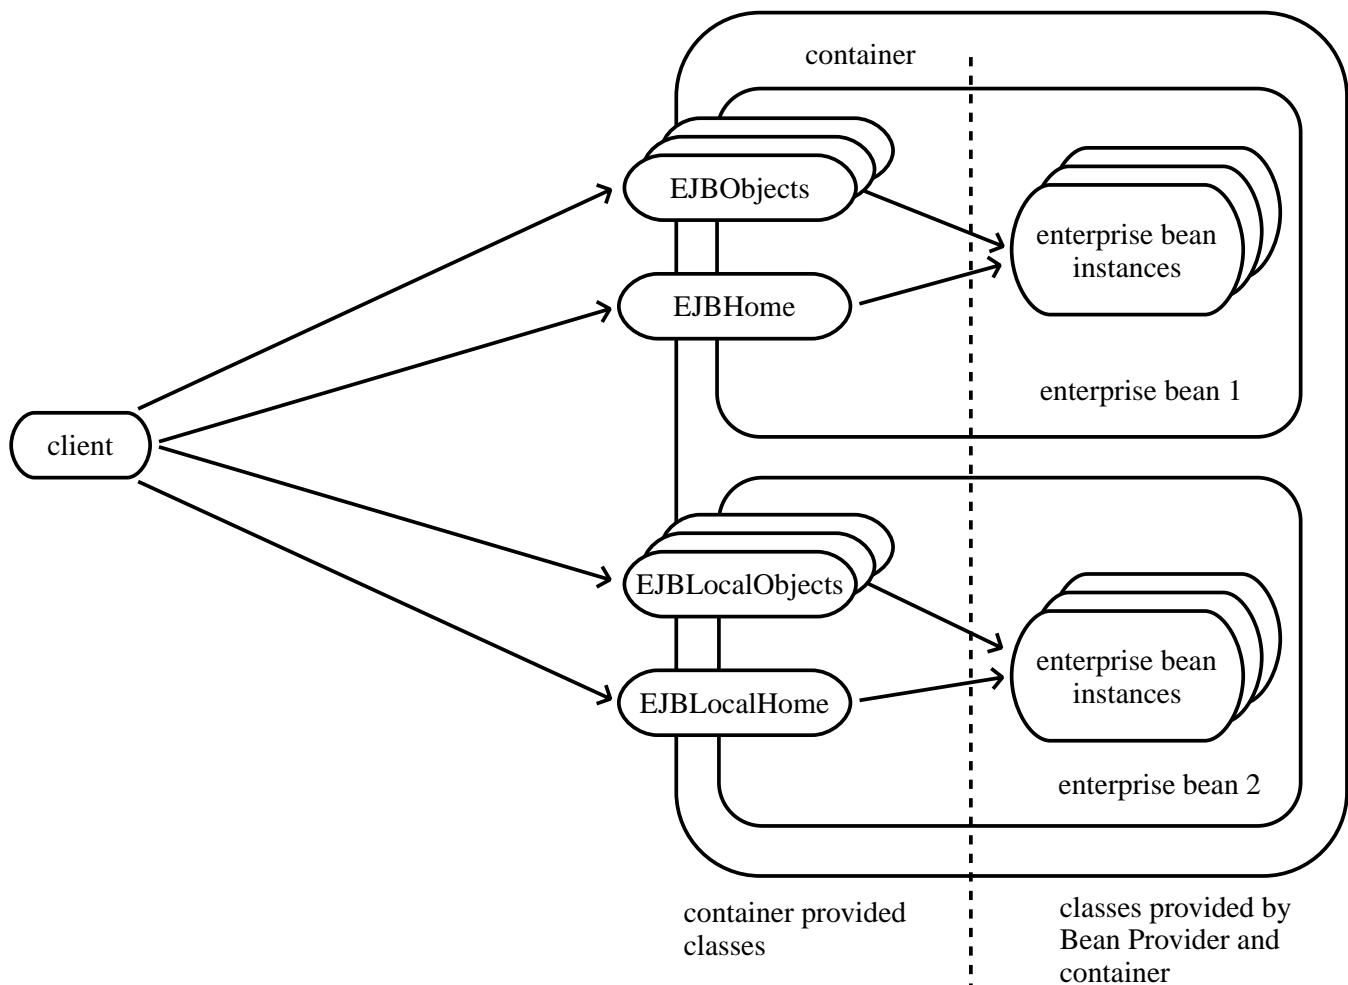 container
EJBObjects
enterprise bean
instances
EJBHome
enterprise bean 1
client
EJBLocalObjects
enterprise bean
instances
EJBLocalHome
enterprise bean 2
container provided
classes
classes provided by
Bean Provider and
container